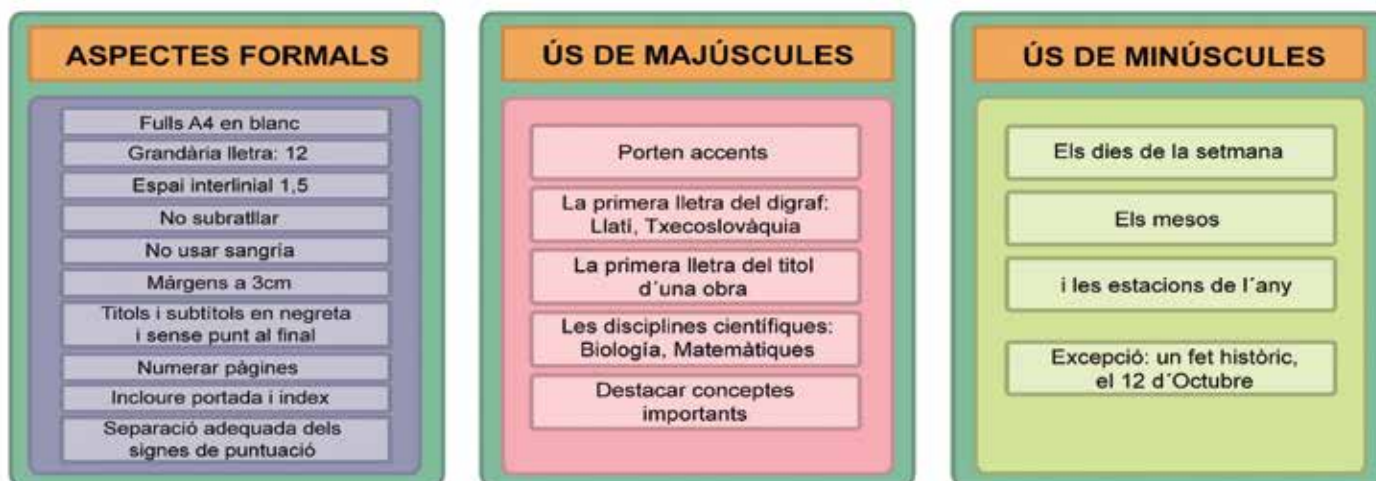 ASPECTES FORMALS
Fulls A4 en blanc
Grandària lletra: 12
Espai interlinial 1,5
No subratllar
No usar sangría
Márgens a 3cm
Titols i subtítols en negreta
i sense punt al final
Numerar pàgines
Incloure portada i índex
Separació adequada dels
signes de puntuació
ÚS DE MAJÚSCULES
Porten accents
La primera lletra del digraf:
Llatí, Txecoslovàquia
La primera lletra del titol
d´una obra
Les disciplines científiques:
Biología, Matemàtiques
Destacar conceptes
importants
ÚS DE MINÚSCULES
Els dies de la setmana
Els mesos
i les estacions de l´any
Excepció: un fet històric,
el 12 d´Octubre